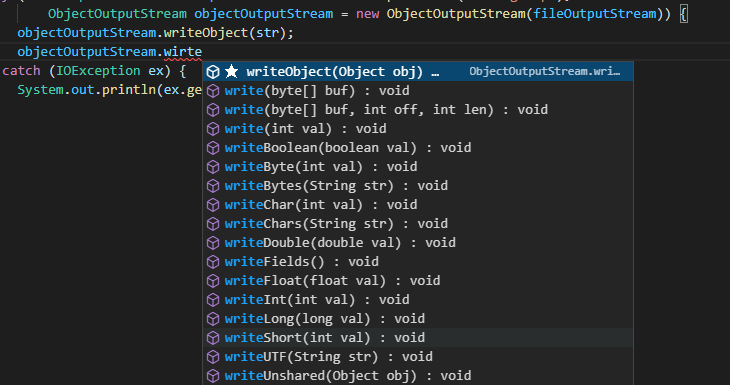 ObjectOutputStream objectOutputStream = new ObjectOutputStream(fileOutputStream)) {
objectOutputStream.writeObject(str);
objectOutputStream.wirte
catch (IOException ex) {
System.out.println(ex.ge
writeObject(Object obj) … ObjectOutputStream.wri…
write(byte[] buf) : void
write(byte[] buf, int off, int len) : void
write(int val) : void
writeBoolean(boolean val) : void
writeByte(int val) : void
writeBytes(String str) : void
writeChar(int val) : void
writeChars(String str) : void
writeDouble(double val) : void
writeFields() : void
writeFloat(float val) : void
writeInt(int val) : void
writeLong(long val) : void
writeShort(int val) : void
writeUTF(String str) : void
writeUnshared(Object obj) : void